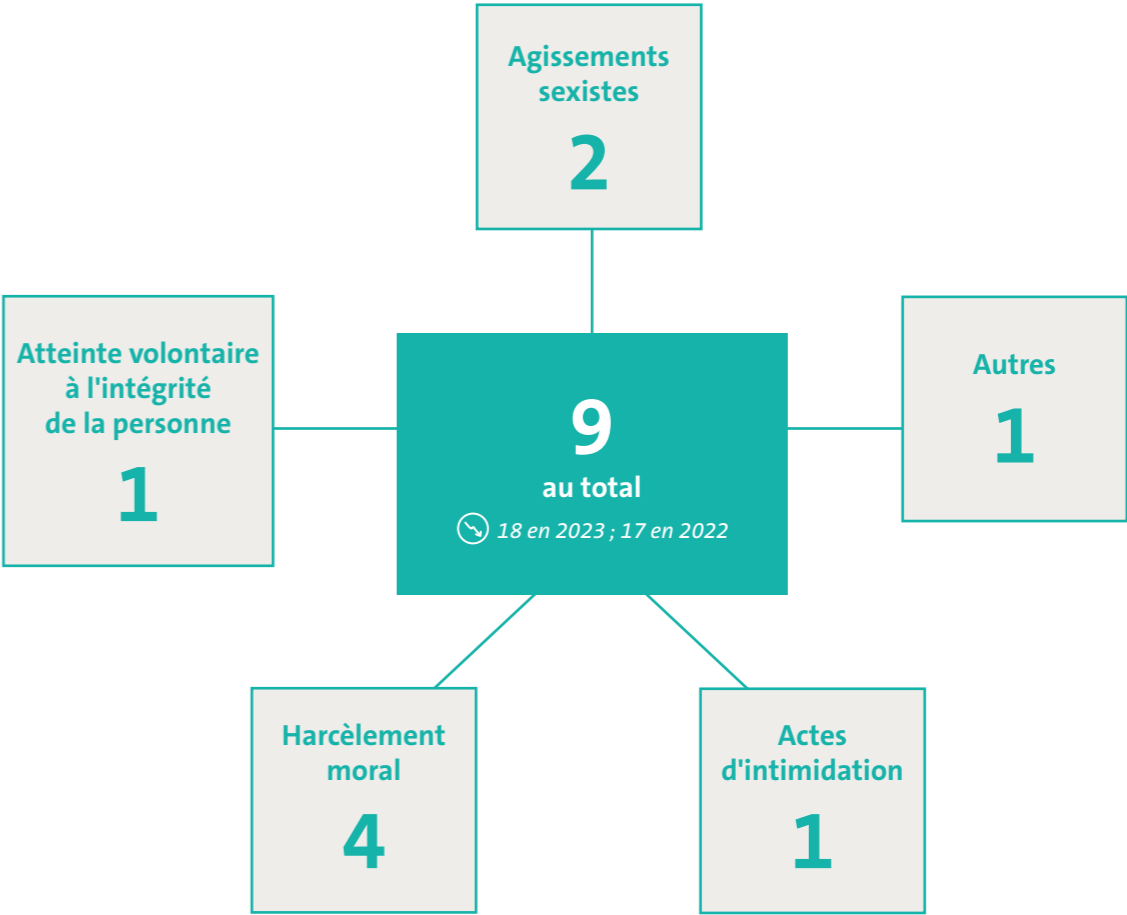 Agissements
sexistes
2
Atteinte volontaire
à l'intégrité
de la personne
1
9
au total
18 en 2023 ; 17 en 2022
Autres
1
Harcèlement
moral
4
Actes
d'intimidation
1